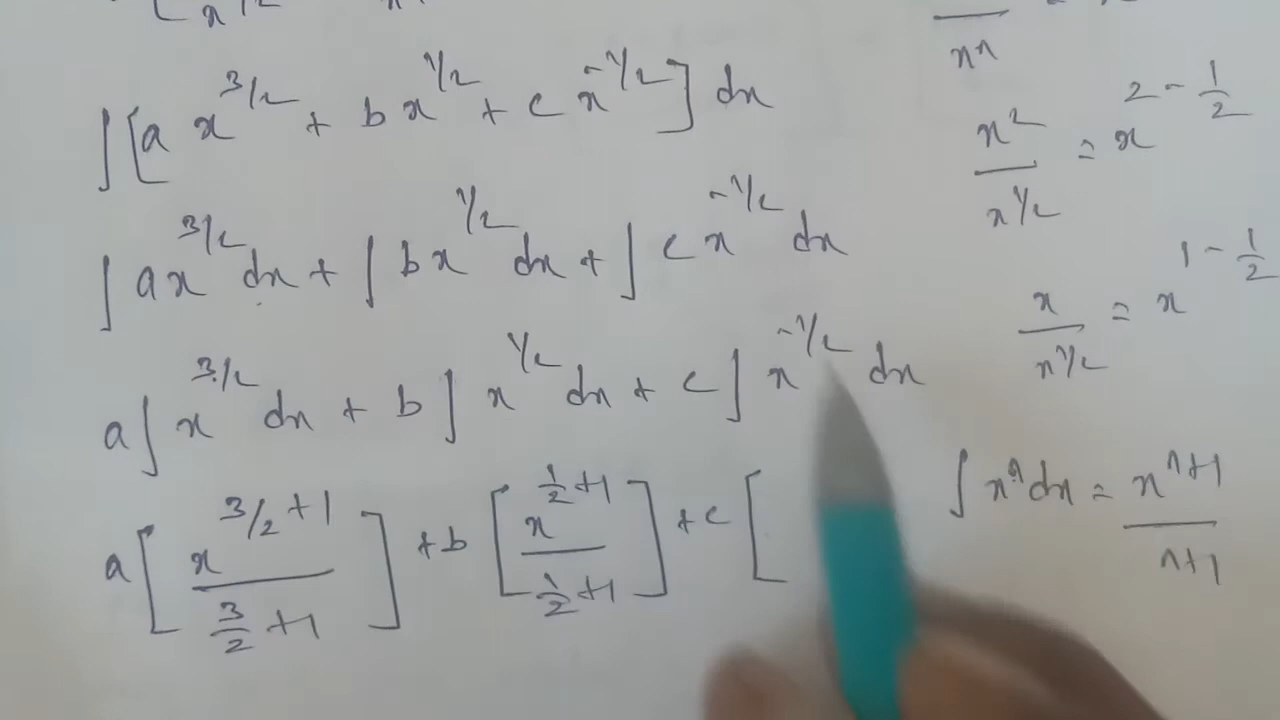 ∫[a x^3/2 + b x^1/2 + c x^-1/2] dx
∫ax^3/2 dx + ∫bx^1/2 dx + ∫c x^-1/2 dx
a∫x^3/2 dx + b∫x^1/2 dx + c∫x^-1/2 dx
a[x^3/2+1 / 3/2+1] + b[x^1/2+1 / 1/2+1] + c[
x^2/x^1/2 = x^2-1/2
x/x^1/2 = x^1-1/2
∫x^n dx = x^n+1 / n+1